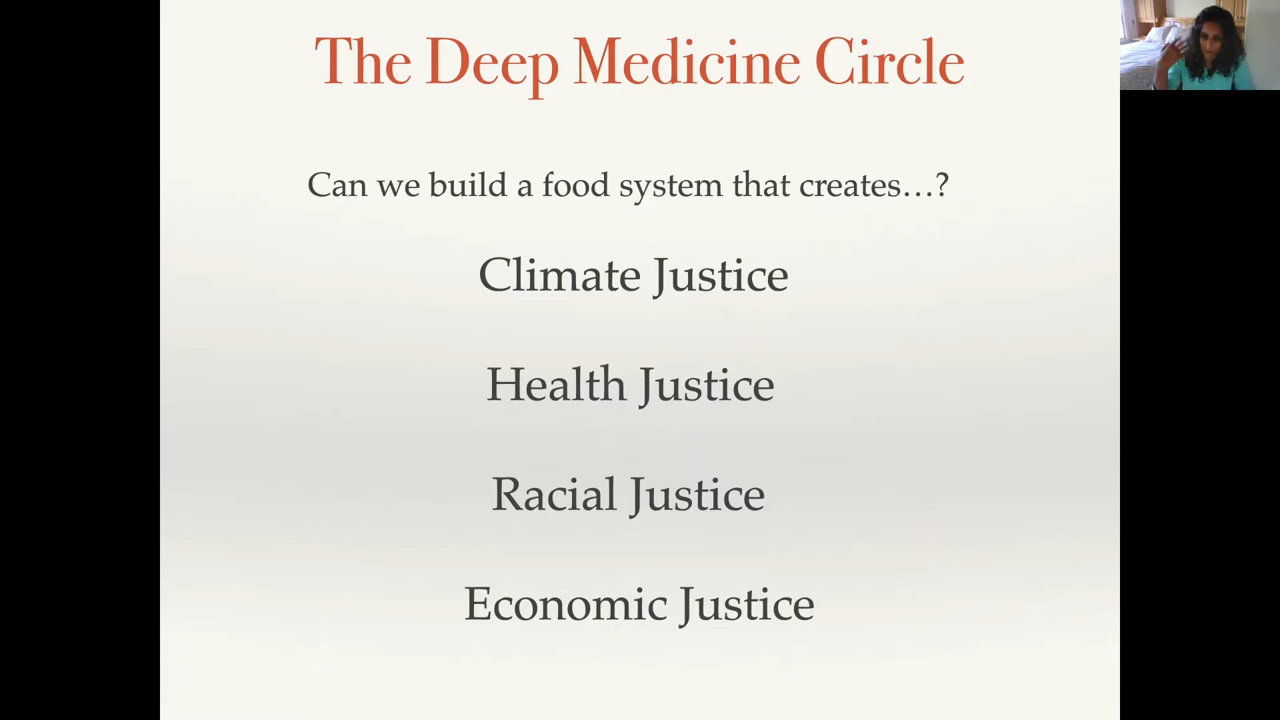 The Deep Medicine Circle
Can we build a food system that creates…?
Climate Justice
Health Justice
Racial Justice
Economic Justice